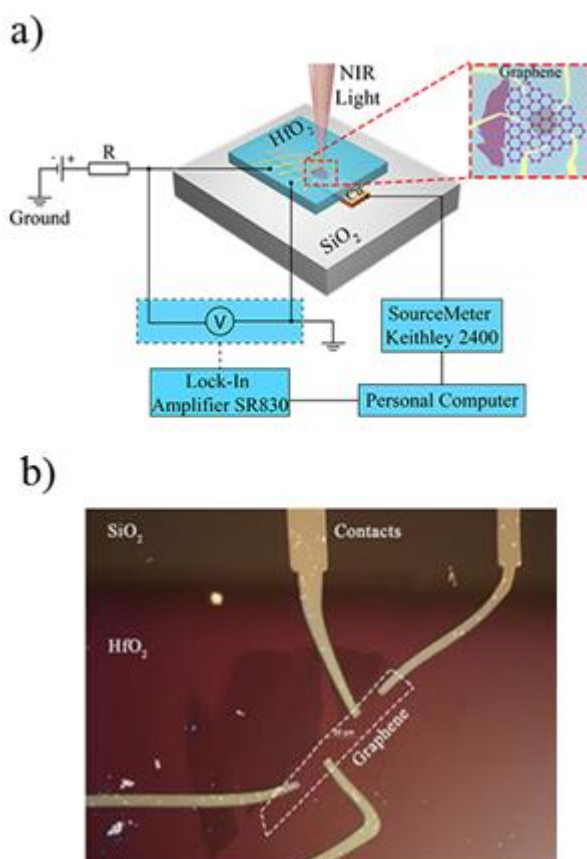 a)
NIR
Light
Graphene
HfO2
- +
R
Ground
SiO2
V
SourceMeter
Keithley 2400
Lock-In
Amplifier SR830
Personal Computer
b)
SiO2
Contacts
HfO2
Graphene